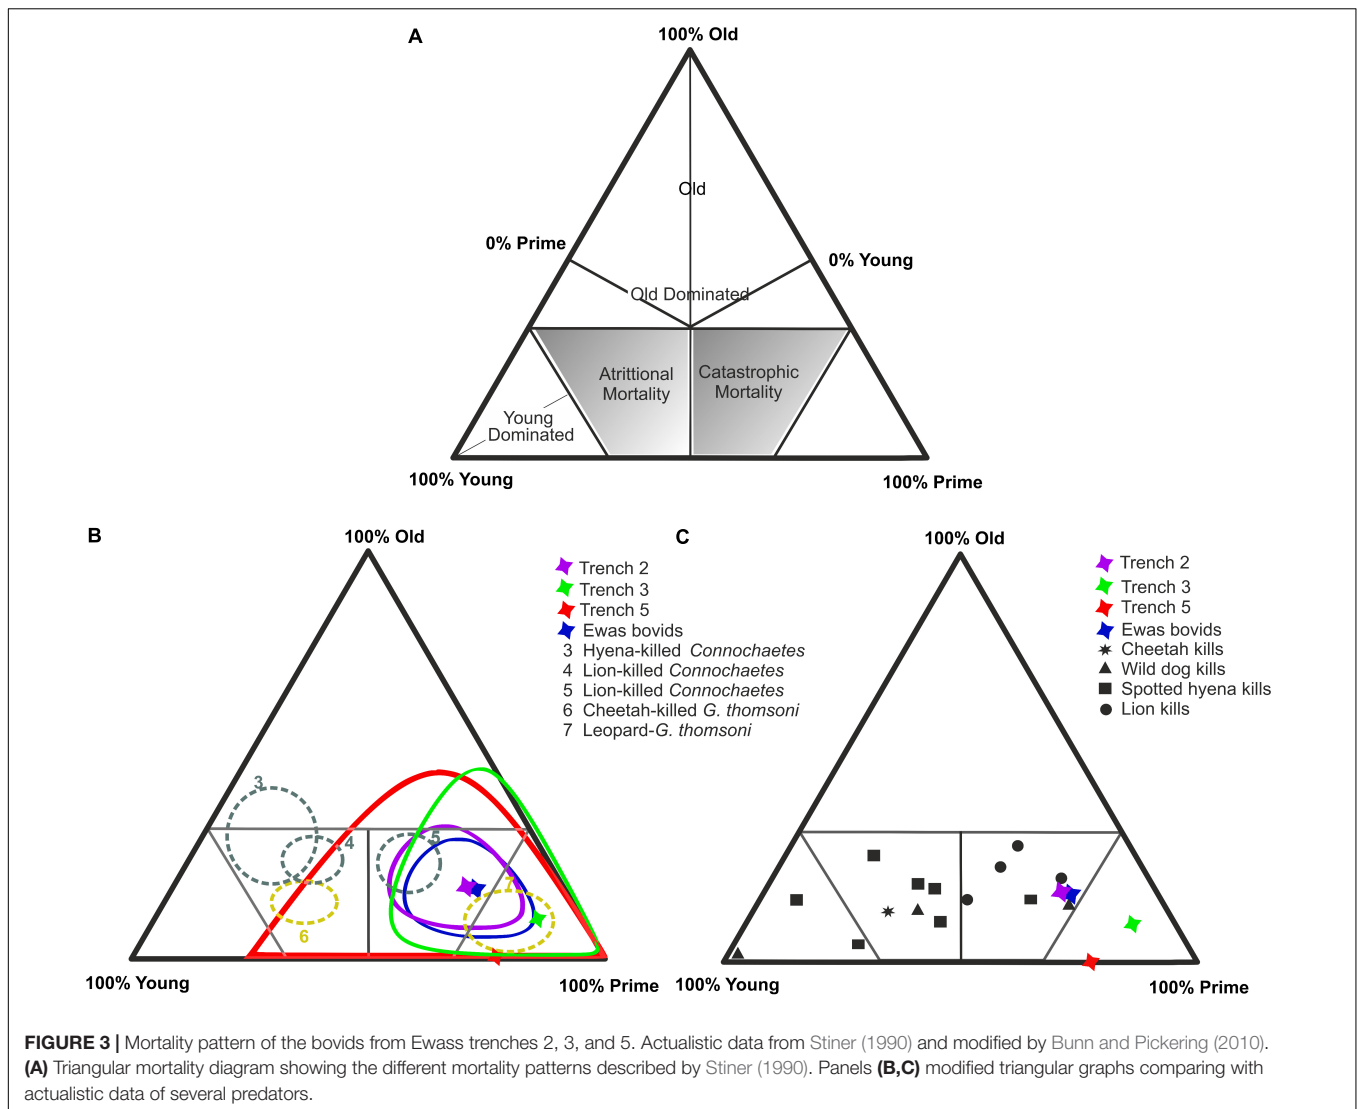 A
100% Old
Old
0% Prime
0% Young
Old Dominated
Atrittional
Mortality
Catastrophic
Mortality
Young
Dominated
100% Young
100% Prime
B
100% Old
Trench 2
Trench 3
Trench 5
Ewas bovids
3 Hyena-killed Connochaetes
4 Lion-killed Connochaetes
5 Lion-killed Connochaetes
6 Cheetah-killed G. thomsoni
7 Leopard-G. thomsoni
3
4
5
7
6
100% Young
100% Prime
C
100% Old
Trench 2
Trench 3
Trench 5
Ewas bovids
Cheetah kills
Wild dog kills
Spotted hyena kills
Lion kills
100% Young
100% Prime
FIGURE 3 | Mortality pattern of the bovids from Ewass trenches 2, 3, and 5. Actualistic data from Stiner (1990) and modified by Bunn and Pickering (2010).
(A) Triangular mortality diagram showing the different mortality patterns described by Stiner (1990). Panels (B,C) modified triangular graphs comparing with
actualistic data of several predators.